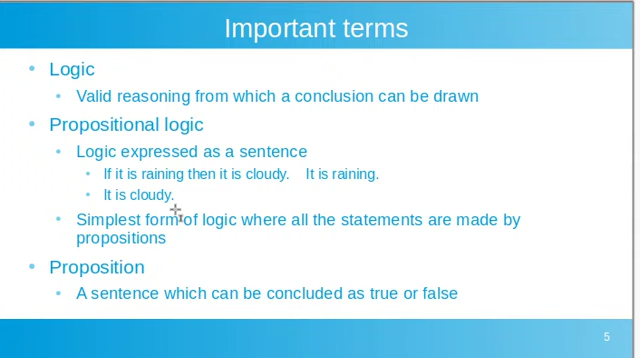 Important terms
Logic
Valid reasoning from which a conclusion can be drawn
Propositional logic
Logic expressed as a sentence
If it is raining then it is cloudy. It is raining.
It is cloudy.
Simplest form of logic where all the statements are made by
propositions
Proposition
A sentence which can be concluded as true or false
5